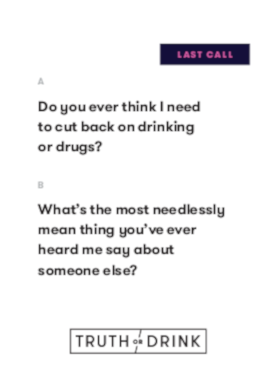 LAST CALL
A
Do you ever think I need
to cut back on drinking
or drugs?
B
What's the most needlessly
mean thing you've ever
heard me say about
someone else?
TRUTH OR DRINK